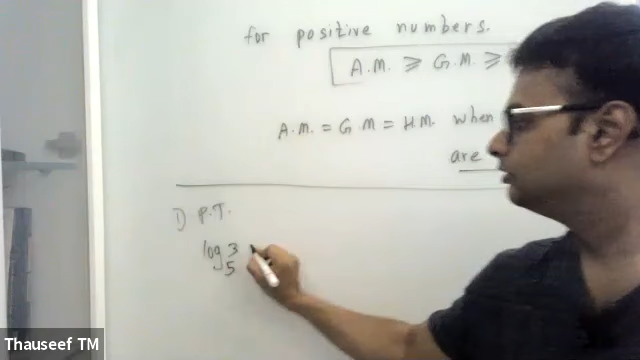 for positive numbers.
A.M. ⩾ G.M. ⩾
A.M. = G.M = H.M. when
are
1) P.T.
log 3
5
Thauseef TM